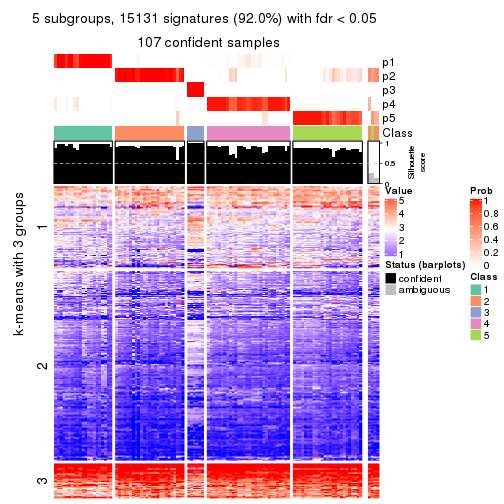 5 subgroups, 15131 signatures (92.0%) with fdr < 0.05
107 confident samples
p1
p2
p3
p4
p5
Class
1
0.5
0
Silhouette
score
k-means with 3 groups
1
2
3
Value
5
4
3
2
1
Status (barplots)
confident
ambiguous
Prob
1
0.8
0.6
0.4
0.2
0
Class
1
2
3
4
5